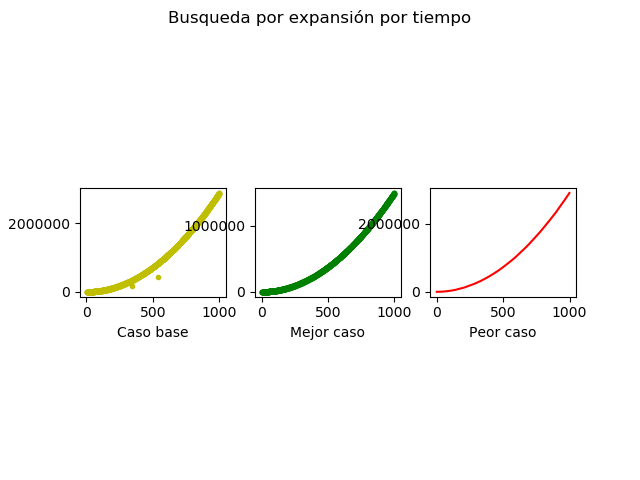 Busqueda por expansión por tiempo
2000000
0
0 500 1000
Caso base
1000000
0
0 500 1000
Mejor caso
2000000
0
0 500 1000
Peor caso